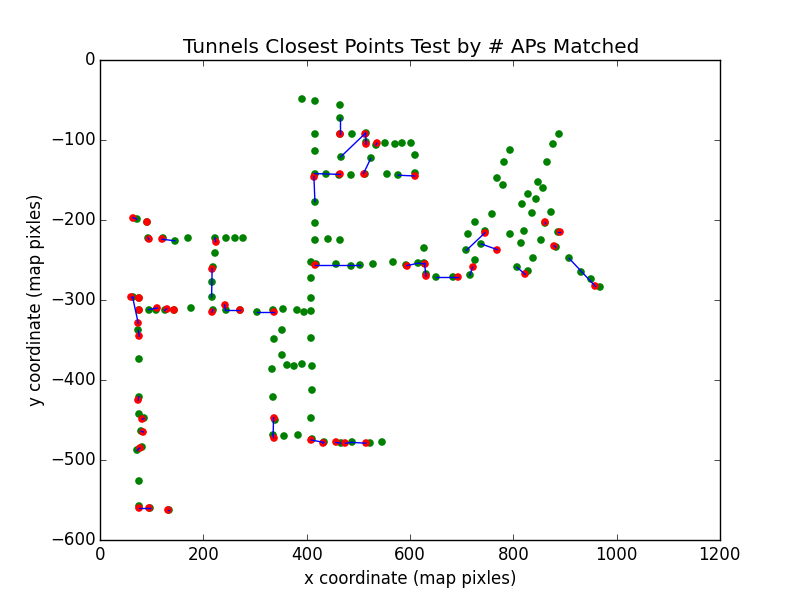 Tunnels Closest Points Test by # APs Matched
0
−100
−200
−300
−400
−500
−600
y coordinate (map pixles)
0 200 400 600 800 1000 1200
x coordinate (map pixles)